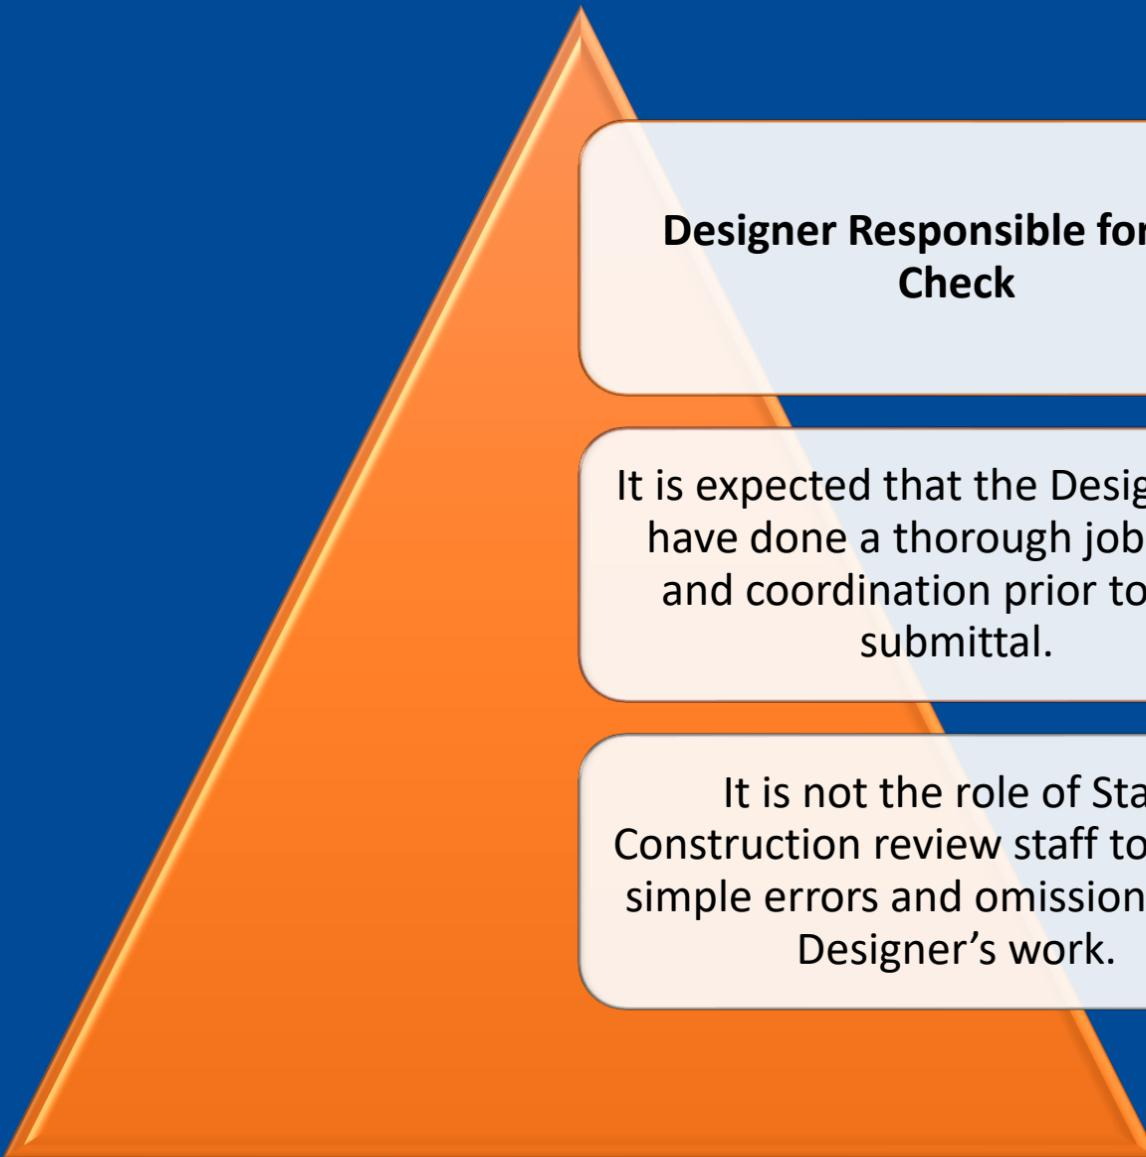 Designer Responsible for
Check
It is expected that the Desig
have done a thorough job
and coordination prior to
submittal.
It is not the role of Sta
Construction review staff to
simple errors and omission
Designer’s work.